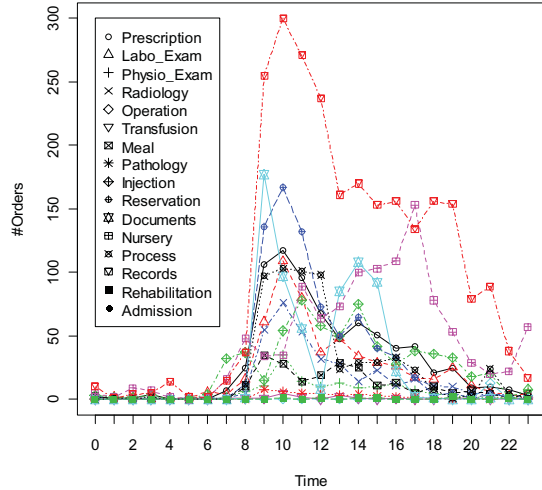 300
250
200
150
100
50
0
#Orders
Prescription
Labo_Exam
Physio_Exam
Radiology
Operation
Transfusion
Meal
Pathology
Injection
Reservation
Documents
Nursery
Process
Records
Rehabilitation
Admission
0 2 4 6 8 10 12 14 16 18 20 22
Time